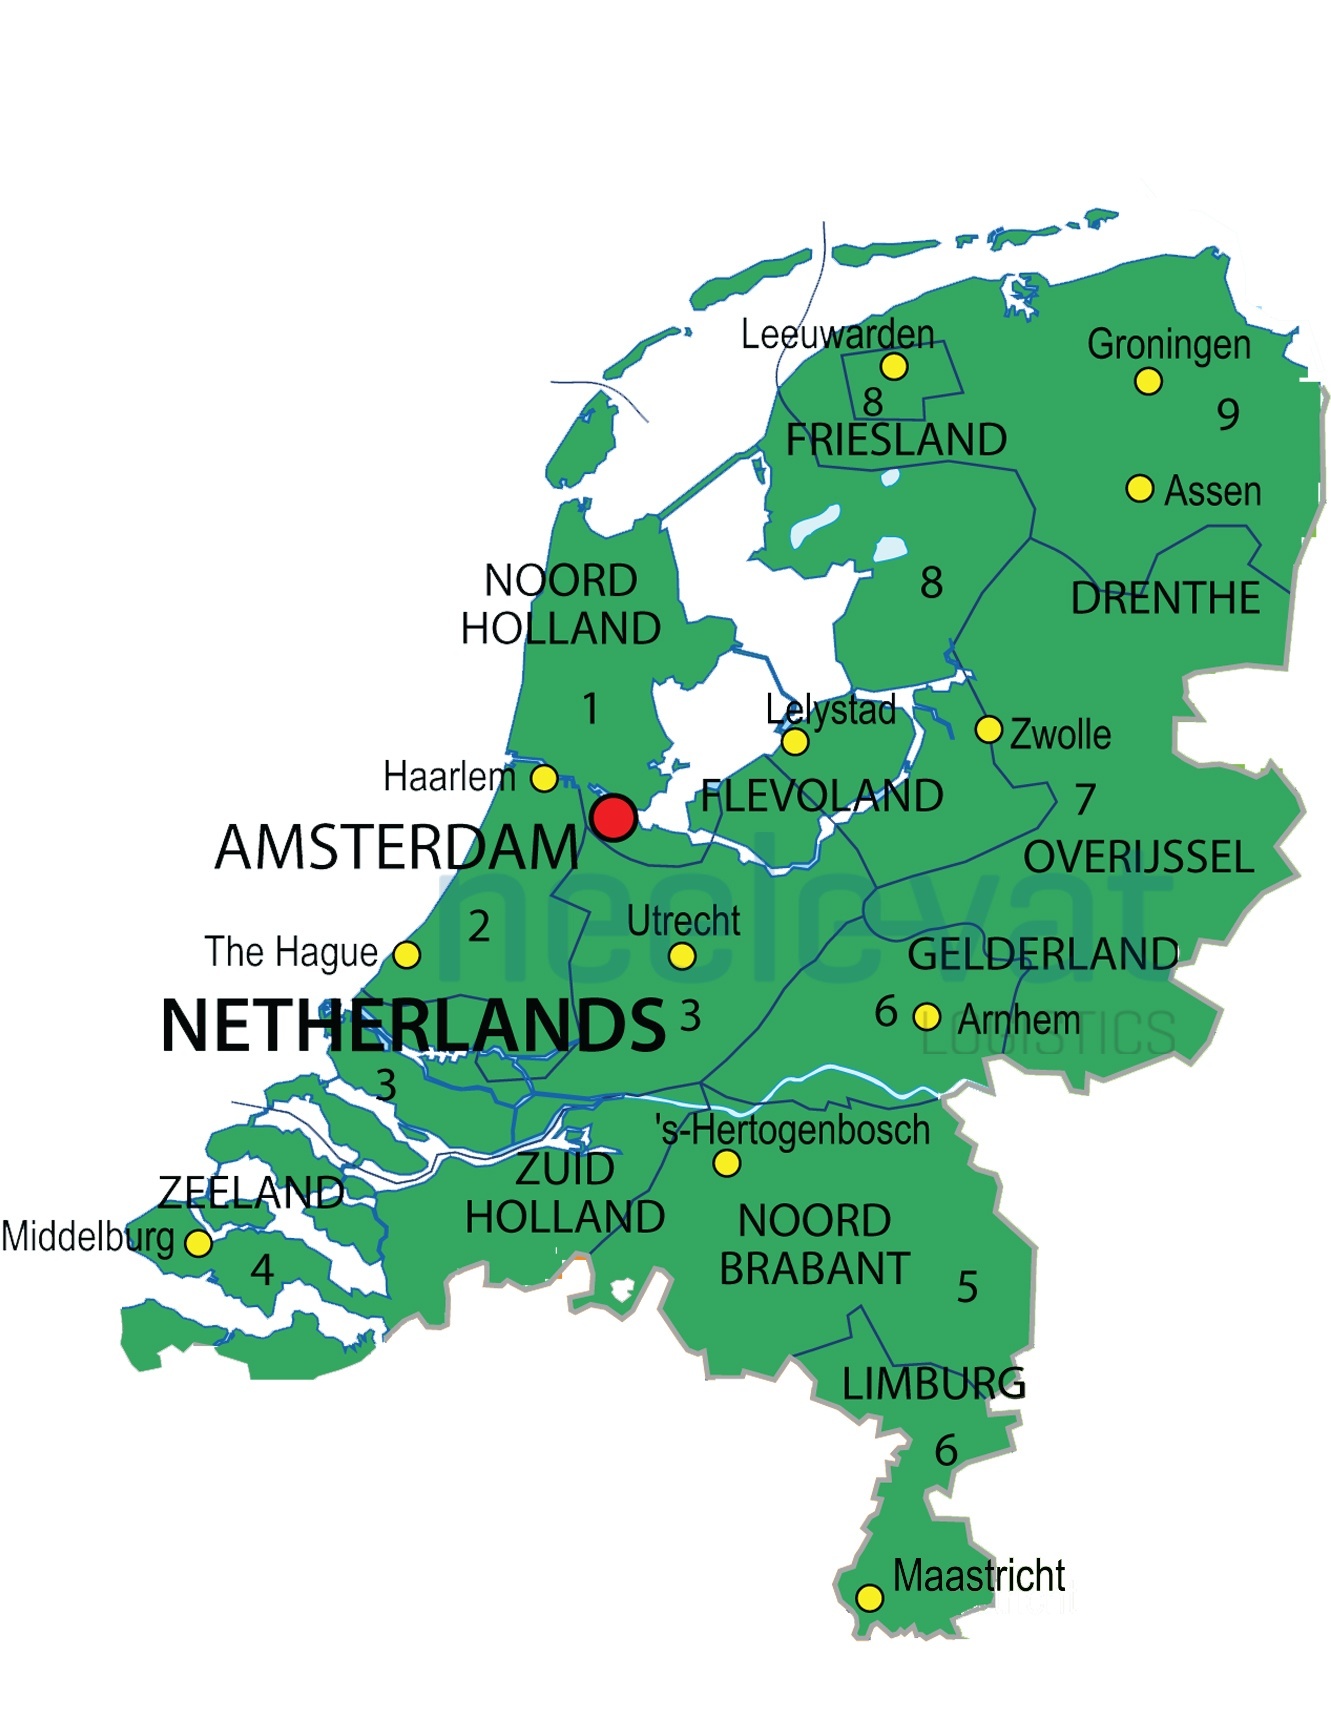 Leeuwarden
Groningen
8
9
FRIESLAND
Assen
NOORD
HOLLAND
8
DRENTHE
1
Lelystad
Zwolle
Haarlem
FLEVOLAND
7
AMSTERDAM
OVERIJSSEL
neele-vat
2
Utrecht
The Hague
GELDERLAND
NETHERLANDS
3
6
Arnhem
LOGISTICS
3
's-Hertogenbosch
ZUID
HOLLAND
ZEELAND
Middelburg
NOORD
BRABANT
4
5
LIMBURG
6
Maastricht